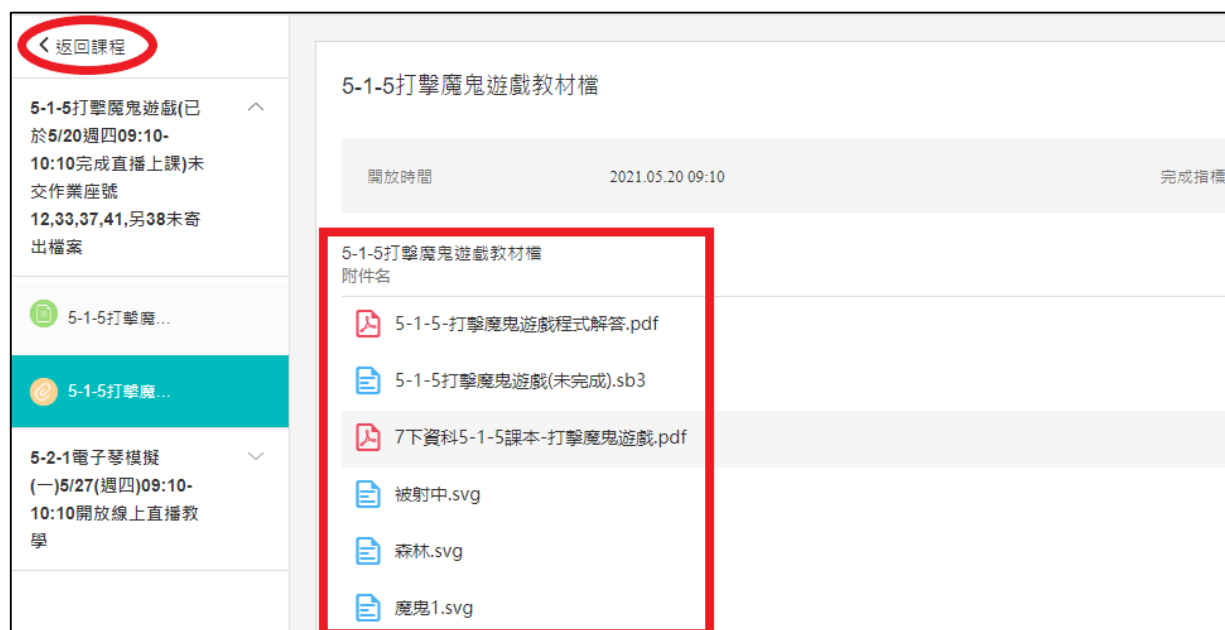 返回課程
5-1-5打擊魔鬼遊戲(已
於5/20週四09:10-
10:10完成直播上課)未
交作業座號
12,33,37,41,另38未寄
出檔案
5-1-5打擊魔...
5-1-5打擊魔...
5-2-1電子琴模擬
(一)5/27(週四)09:10-
10:10開放線上直播教
學
5-1-5打擊魔鬼遊戲教材檔
開放時間 2021.05.20 09:10 完成指標
5-1-5打擊魔鬼遊戲教材檔
附件名
5-1-5-打擊魔鬼遊戲程式解答.pdf
5-1-5打擊魔鬼遊戲(未完成).sb3
7下資科5-1-5課本-打擊魔鬼遊戲.pdf
被射中.svg
森林.svg
魔鬼1.svg